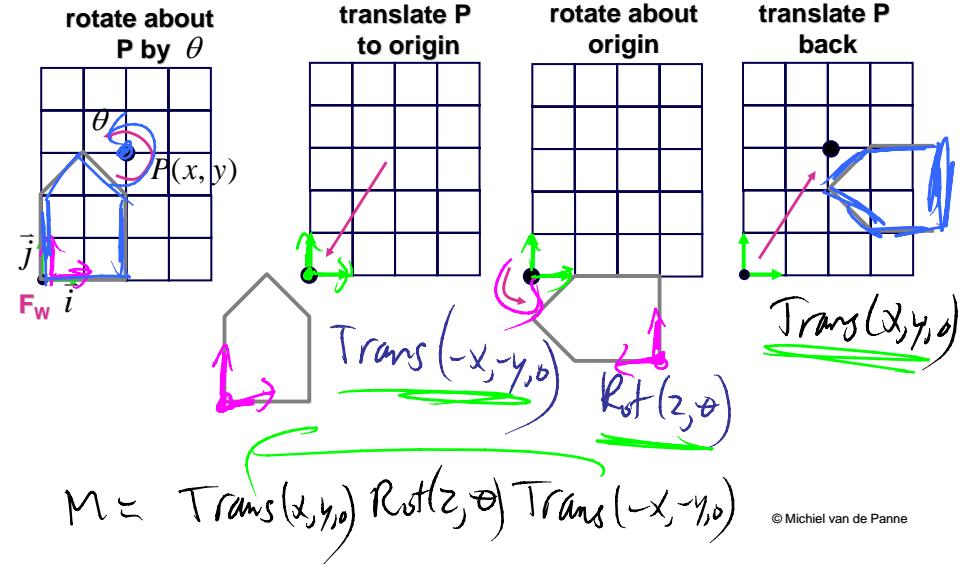 rotate about
P by θ
translate P
to origin
rotate about
origin
translate P
back
θ
P(x, y)
j
F_W i
Trans(-x,-y,0)
Rot(z,θ)
Trans(x,y,0)
M = Trans(x,y,0) Rot(z,θ) Trans(-x,-y,0)
© Michiel van de Panne